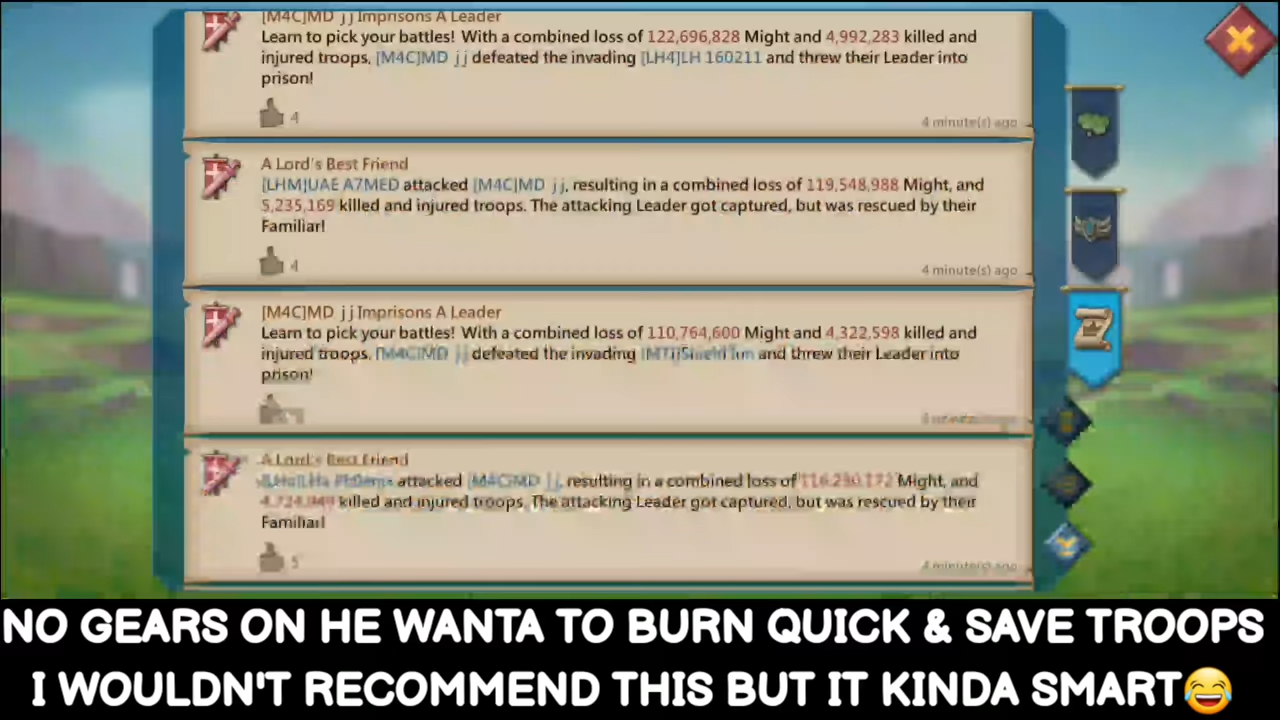 [M4C]MD j j Imprisons A Leader
Learn to pick your battles! With a combined loss of 122,696,828 Might and 4,992,283 killed and
injured troops, [M4C]MD j j defeated the invading [LH4]LH 160211 and threw their Leader into
prison!
4
4 minute(s) ago
A Lord's Best Friend
[LHM]UAE A7MED attacked [M4C]MD j j, resulting in a combined loss of 119,548,988 Might, and
5,235,169 killed and injured troops. The attacking Leader got captured, but was rescued by their
Familiar!
4
4 minute(s) ago
[M4C]MD j j Imprisons A Leader
Learn to pick your battles! With a combined loss of 110,764,600 Might and 4,322,598 killed and
injured troops, [M4C]MD j j defeated the invading and threw their Leader into
prison!
A Lord's Best Friend
attacked [M4C]MD j j, resulting in a combined loss of Might, and
killed and injured troops. The attacking Leader got captured, but was rescued by their
Familiar!
5
4 minute(s) ago
NO GEARS ON HE WANTA TO BURN QUICK & SAVE TROOPS
I WOULDN'T RECOMMEND THIS BUT IT KINDA SMART😂